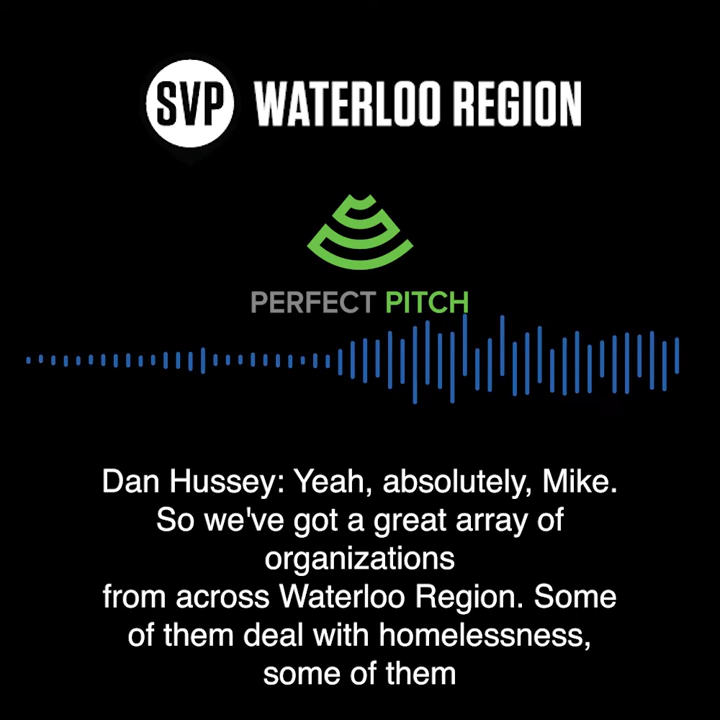 SVP WATERLOO REGION
PERFECT PITCH
Dan Hussey: Yeah, absolutely, Mike.
So we've got a great array of
organizations
from across Waterloo Region. Some
of them deal with homelessness,
some of them